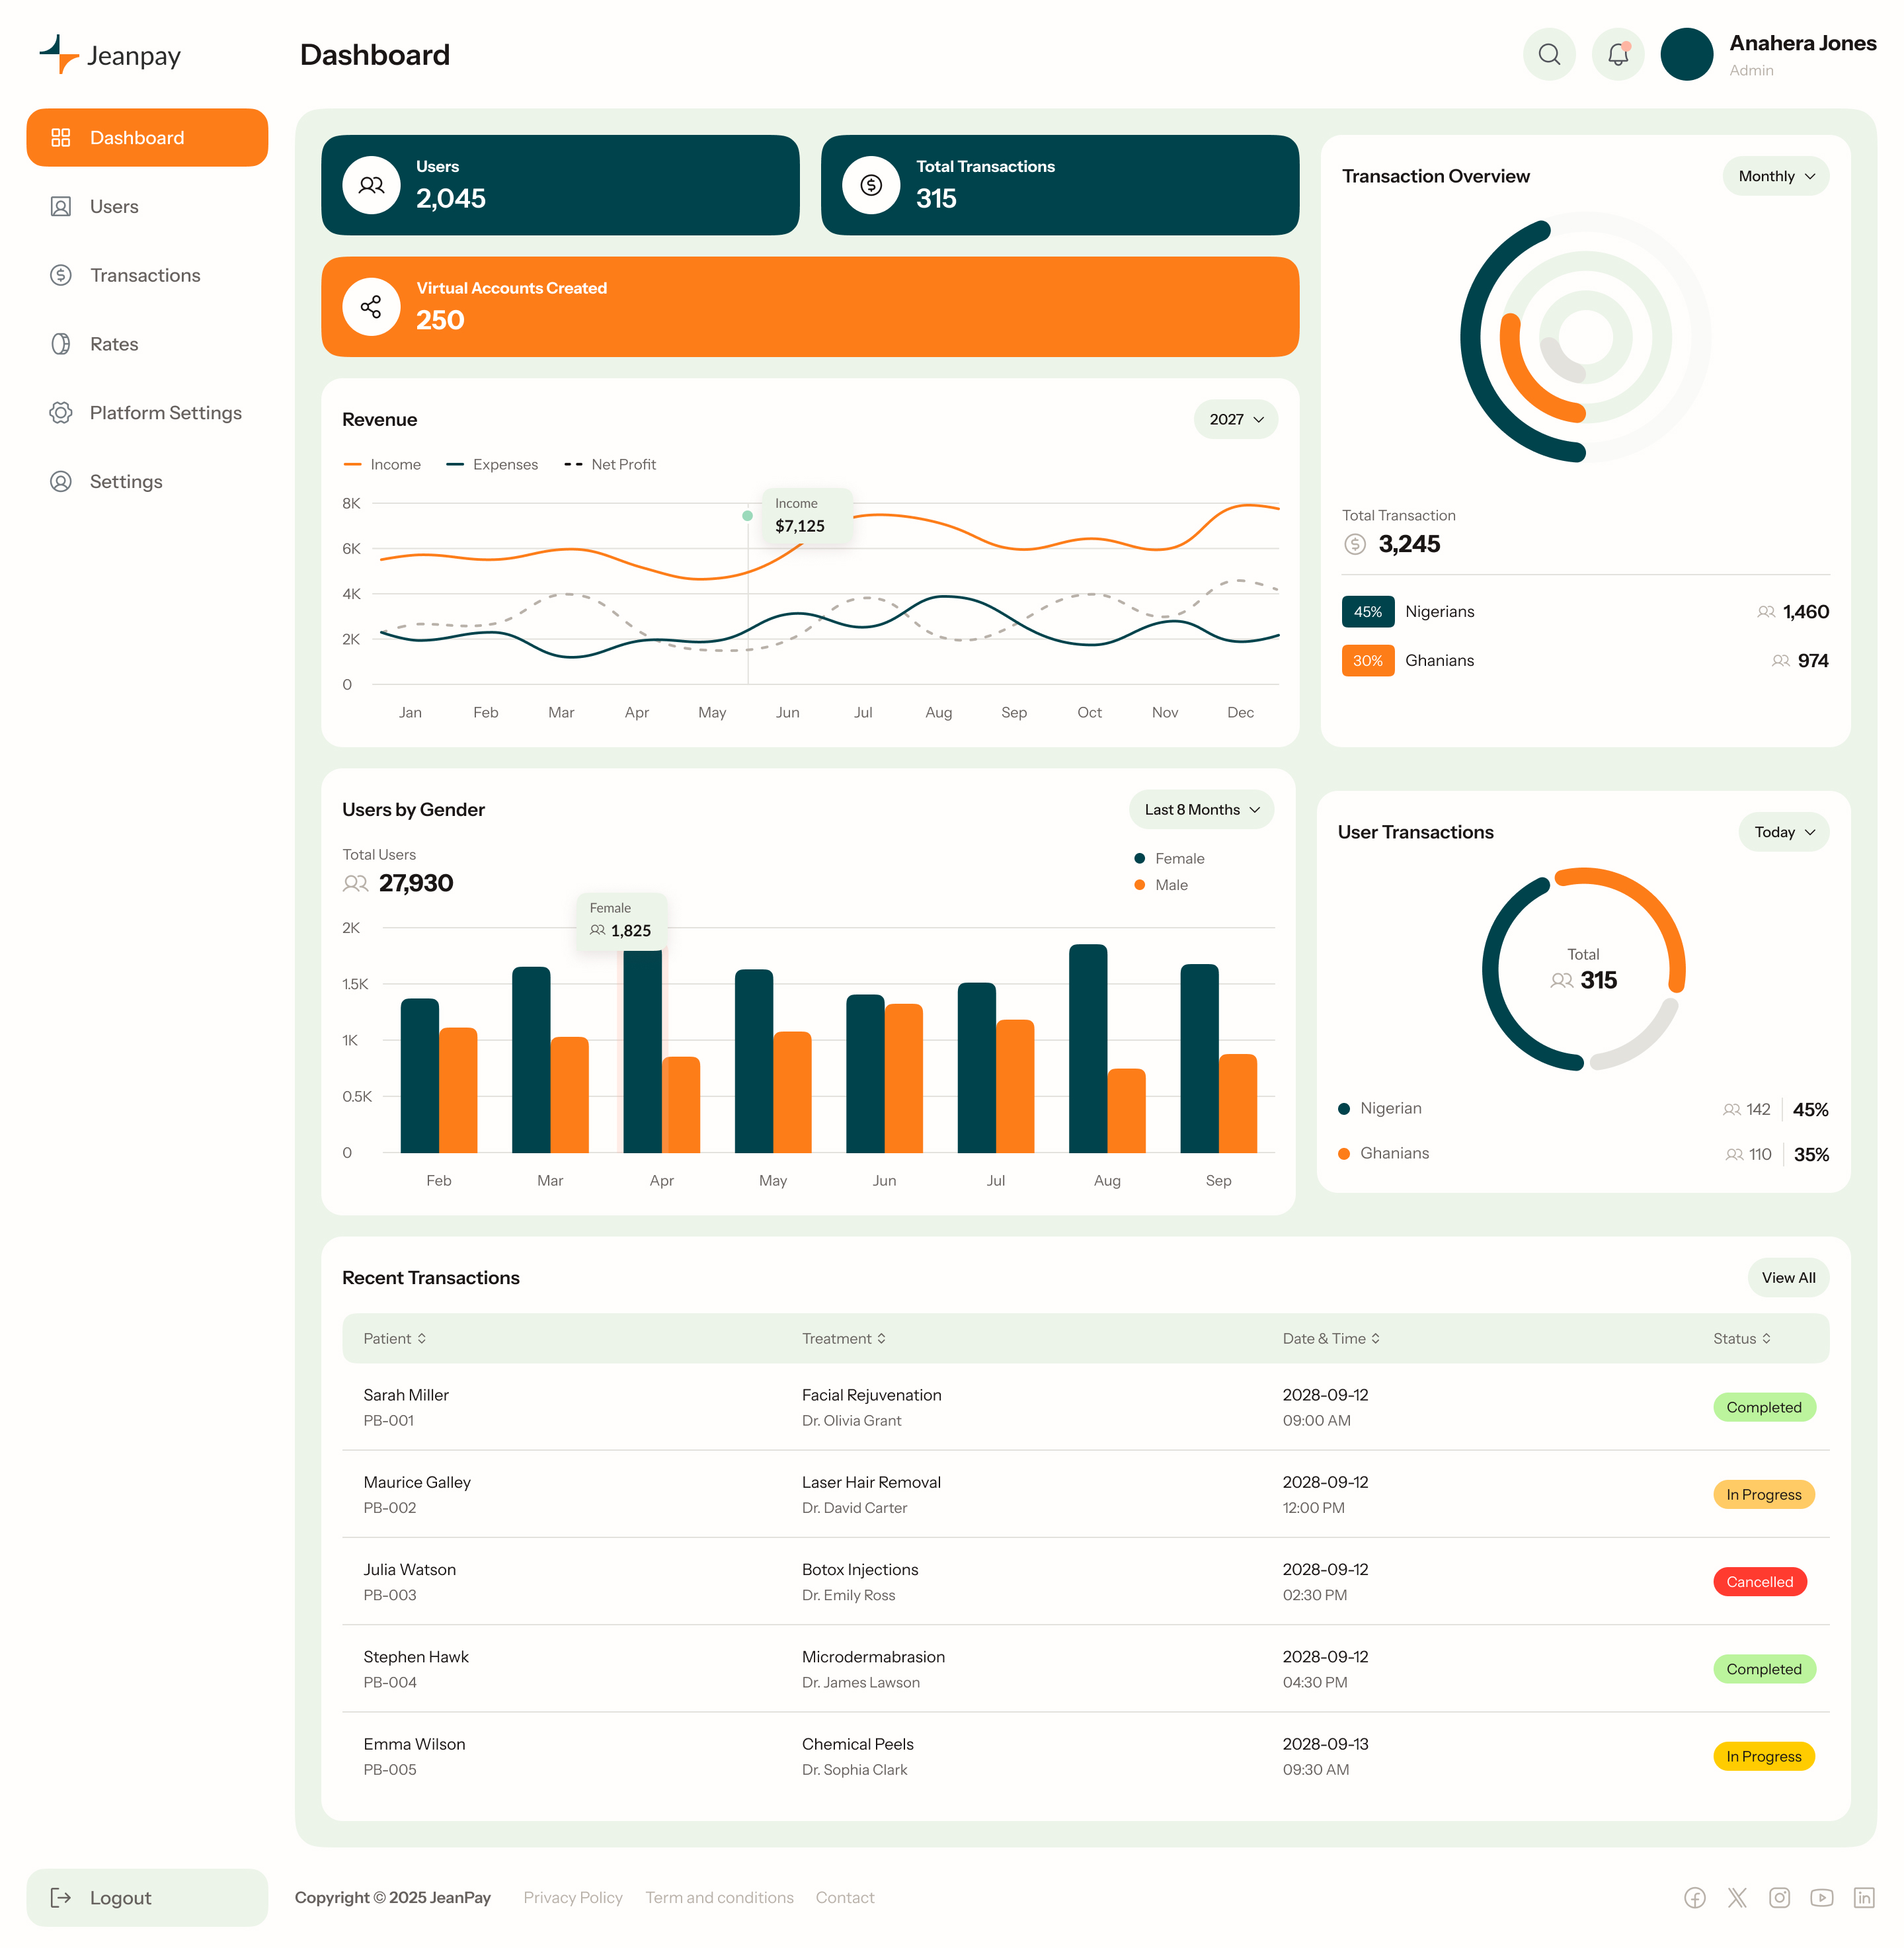 Jeanpay
Dashboard
Anahera Jones
Admin
Dashboard
Users
Transactions
Rates
Platform Settings
Settings
Users
2,045
Total Transactions
315
Virtual Accounts Created
250
Revenue
2027
Income
Expenses
Net Profit
8K
6K
4K
2K
0
Income
$7,125
Jan
Feb
Mar
Apr
May
Jun
Jul
Aug
Sep
Oct
Nov
Dec
Transaction Overview
Monthly
Total Transaction
3,245
45%
Nigerians
1,460
30%
Ghanians
974
Users by Gender
Last 8 Months
Total Users
27,930
Female
Male
Female
1,825
2K
1.5K
1K
0.5K
0
Feb
Mar
Apr
May
Jun
Jul
Aug
Sep
User Transactions
Today
Total
315
Nigerian
142
45%
Ghanians
110
35%
Recent Transactions
View All
Patient
Treatment
Date & Time
Status
Sarah Miller
PB-001
Facial Rejuvenation
Dr. Olivia Grant
2028-09-12
09:00 AM
Completed
Maurice Galley
PB-002
Laser Hair Removal
Dr. David Carter
2028-09-12
12:00 PM
In Progress
Julia Watson
PB-003
Botox Injections
Dr. Emily Ross
2028-09-12
02:30 PM
Cancelled
Stephen Hawk
PB-004
Microdermabrasion
Dr. James Lawson
2028-09-12
04:30 PM
Completed
Emma Wilson
PB-005
Chemical Peels
Dr. Sophia Clark
2028-09-13
09:30 AM
In Progress
Logout
Copyright © 2025 JeanPay
Privacy Policy
Term and conditions
Contact